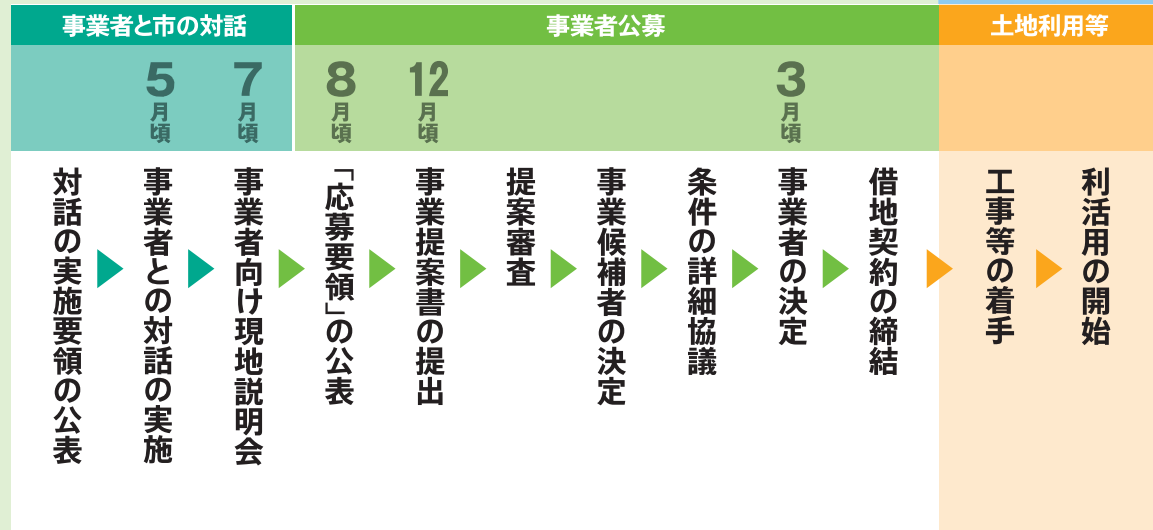 事業者と市の対話
事業者公募
土地利用等
5月頃
7月頃
8月頃
12月頃
3月頃
対話の実施要領の公表
事業者との対話の実施
事業者向け現地説明会
「応募要領」の公表
事業提案書の提出
提案審査
事業候補者の決定
条件の詳細協議
事業者の決定
借地契約の締結
工事等の着手
利活用の開始